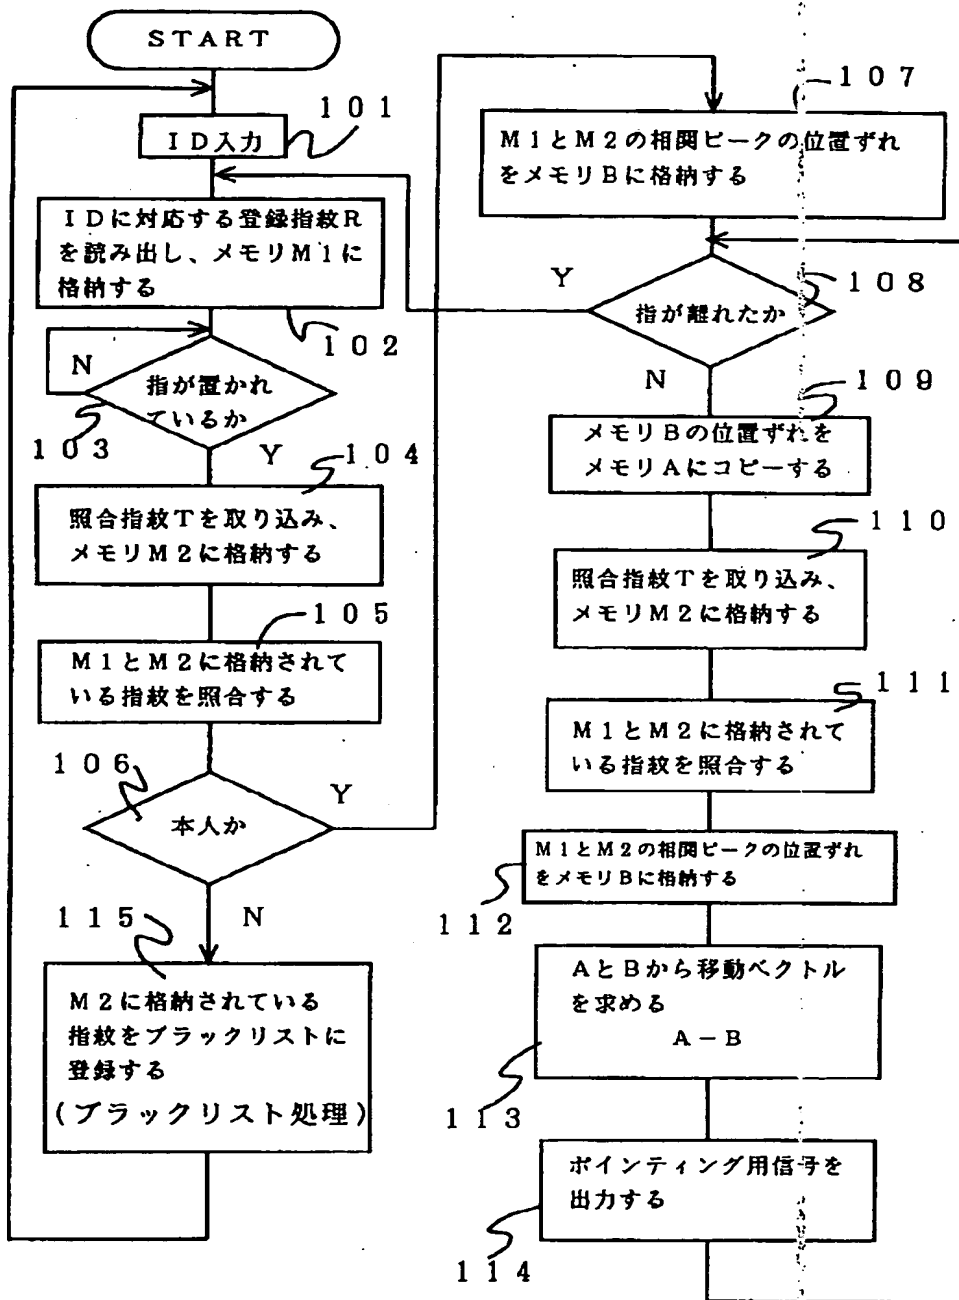 START
101
ID入力
IDに対応する登録指紋R
を読み出し、メモリM1に
格納する
102
N
指が置かれ
ているか
103
Y
104
照合指紋Tを取り込み、
メモリM2に格納する
105
M1とM2に格納されて
いる指紋を照合する
106
本人か
Y
N
115
M2に格納されている
指紋をブラックリストに
登録する
(ブラックリスト処理)
107
M1とM2の相関ピークの位置ずれ
をメモリBに格納する
Y
108
指が離れたか
N
109
メモリBの位置ずれを
メモリAにコピーする
110
照合指紋Tを取り込み、
メモリM2に格納する
111
M1とM2に格納されて
いる指紋を照合する
M1とM2の相関ピークの位置ずれ
をメモリBに格納する
112
AとBから移動ベクトル
を求める
A－B
113
ポインティング用信号を
出力する
114